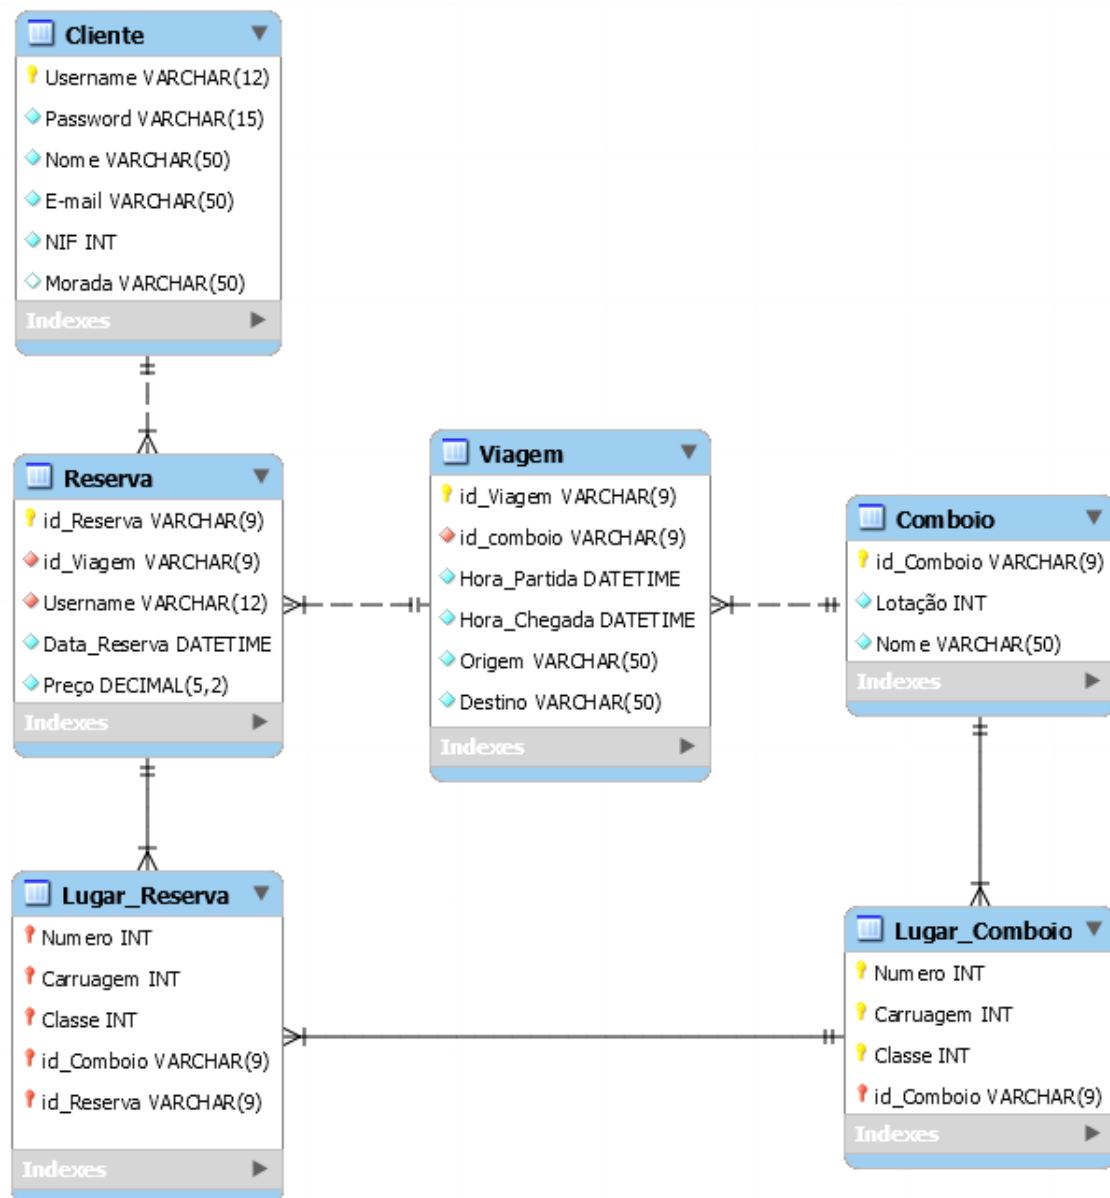 Cliente
Username VARCHAR(12)
Password VARCHAR(15)
Nome VARCHAR(50)
E-mail VARCHAR(50)
NIF INT
Morada VARCHAR(50)
Indexes
Reserva
id_Reserva VARCHAR(9)
id_Viagem VARCHAR(9)
Username VARCHAR(12)
Data_Reserva DATETIME
Preço DECIMAL(5,2)
Indexes
Viagem
id_Viagem VARCHAR(9)
id_comboio VARCHAR(9)
Hora_Partida DATETIME
Hora_Chegada DATETIME
Origem VARCHAR(50)
Destino VARCHAR(50)
Indexes
Comboio
id_Comboio VARCHAR(9)
Lotação INT
Nome VARCHAR(50)
Indexes
Lugar_Reserva
Numero INT
Carruagem INT
Classe INT
id_Comboio VARCHAR(9)
id_Reserva VARCHAR(9)
Indexes
Lugar_Comboio
Numero INT
Carruagem INT
Classe INT
id_Comboio VARCHAR(9)
Indexes